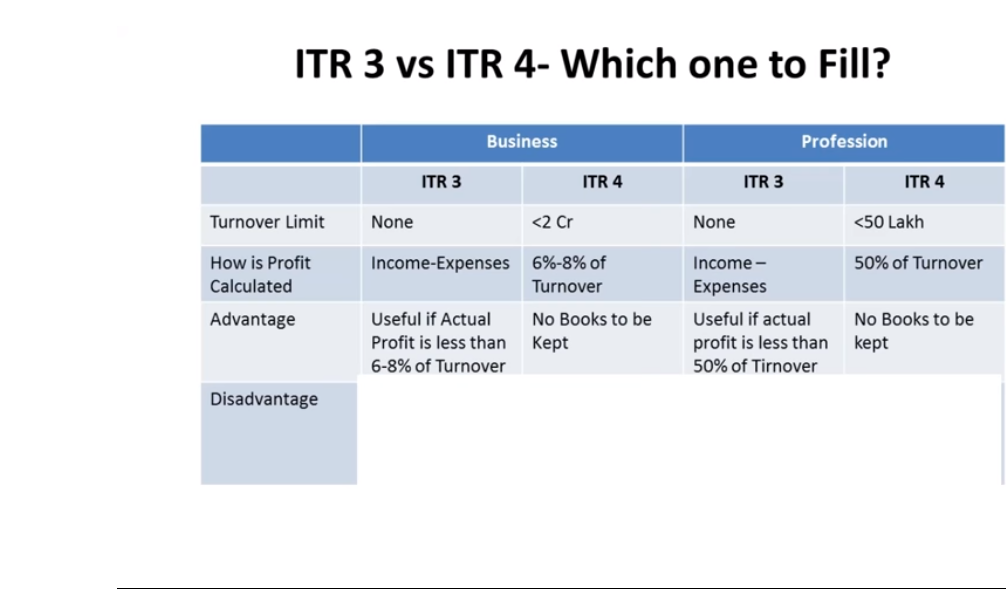 ITR 3 vs ITR 4- Which one to Fill?
Business
Profession
ITR 3
ITR 4
ITR 3
ITR 4
Turnover Limit
None
<2 Cr
None
<50 Lakh
How is Profit
Calculated
Income-Expenses
6%-8% of
Turnover
Income –
Expenses
50% of Turnover
Advantage
Useful if Actual
Profit is less than
6-8% of Turnover
No Books to be
Kept
Useful if actual
profit is less than
50% of Tirnover
No Books to be
kept
Disadvantage